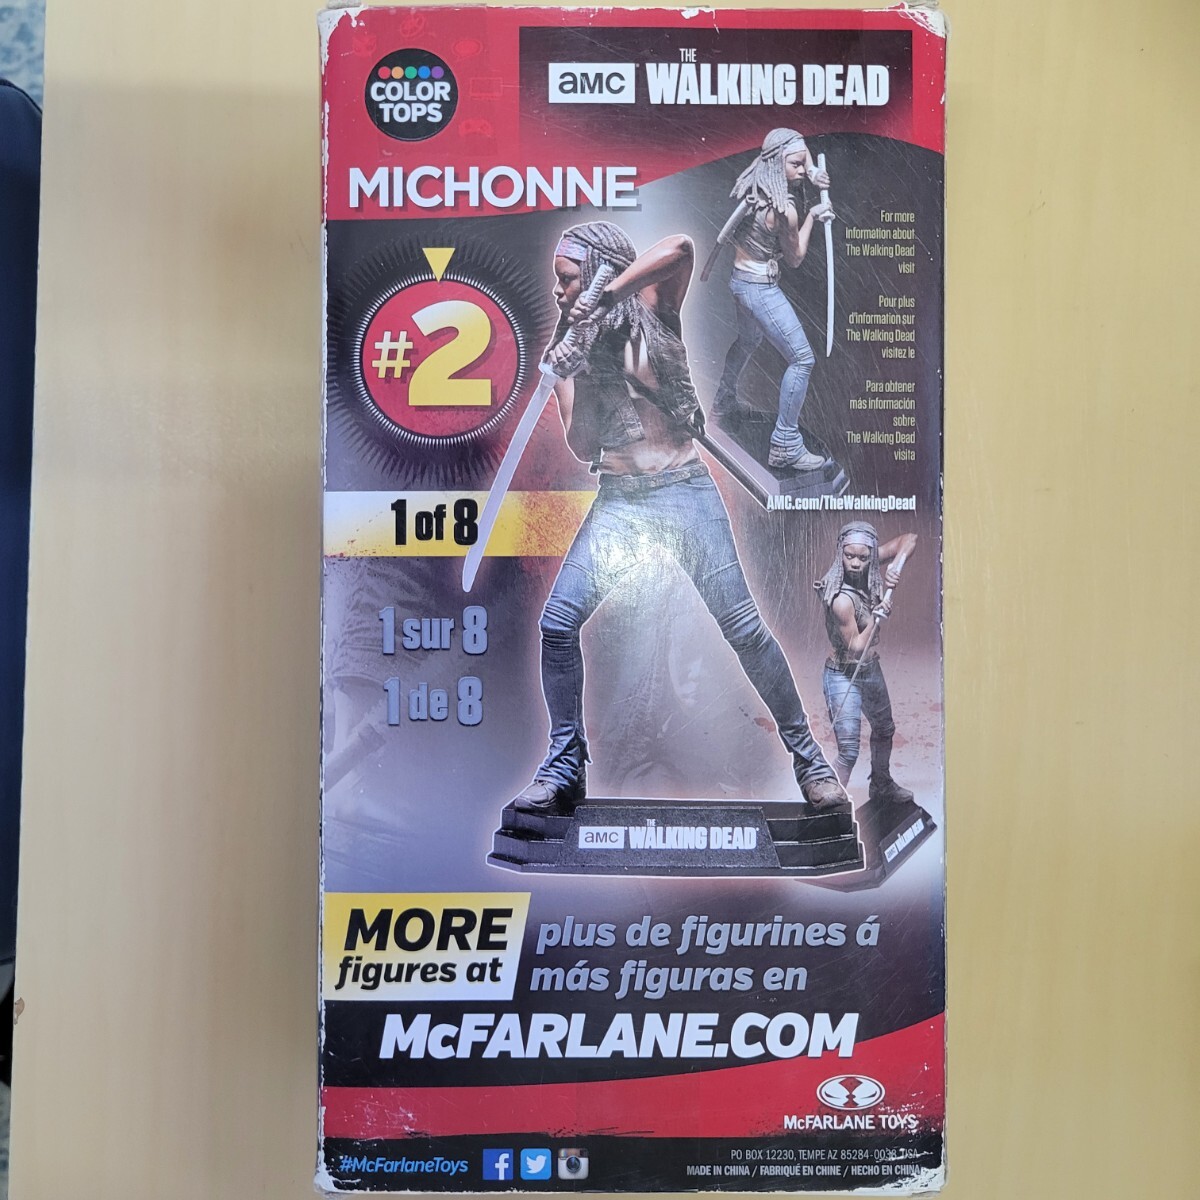 COLOR
TOPS
AMC THE WALKING DEAD
MICHONNE
#2
For more
information about
The Walking Dead
visit
Pour plus
d'information sur
The Walking Dead
visitez le
Para obtener
más información
sobre
The Walking Dead
visita
AMC.com/TheWalkingDead
1 of 8
1 sur 8
1 de 8
AMC THE WALKING DEAD
MORE
figures at
plus de figurines á
más figuras en
McFARLANE.COM
McFARLANE TOYS
#McFarlaneToys
PO BOX 12230, TEMPE AZ 85284-0038, USA
MADE IN CHINA / FABRIQUÉ EN CHINE / HECHO EN CHINA